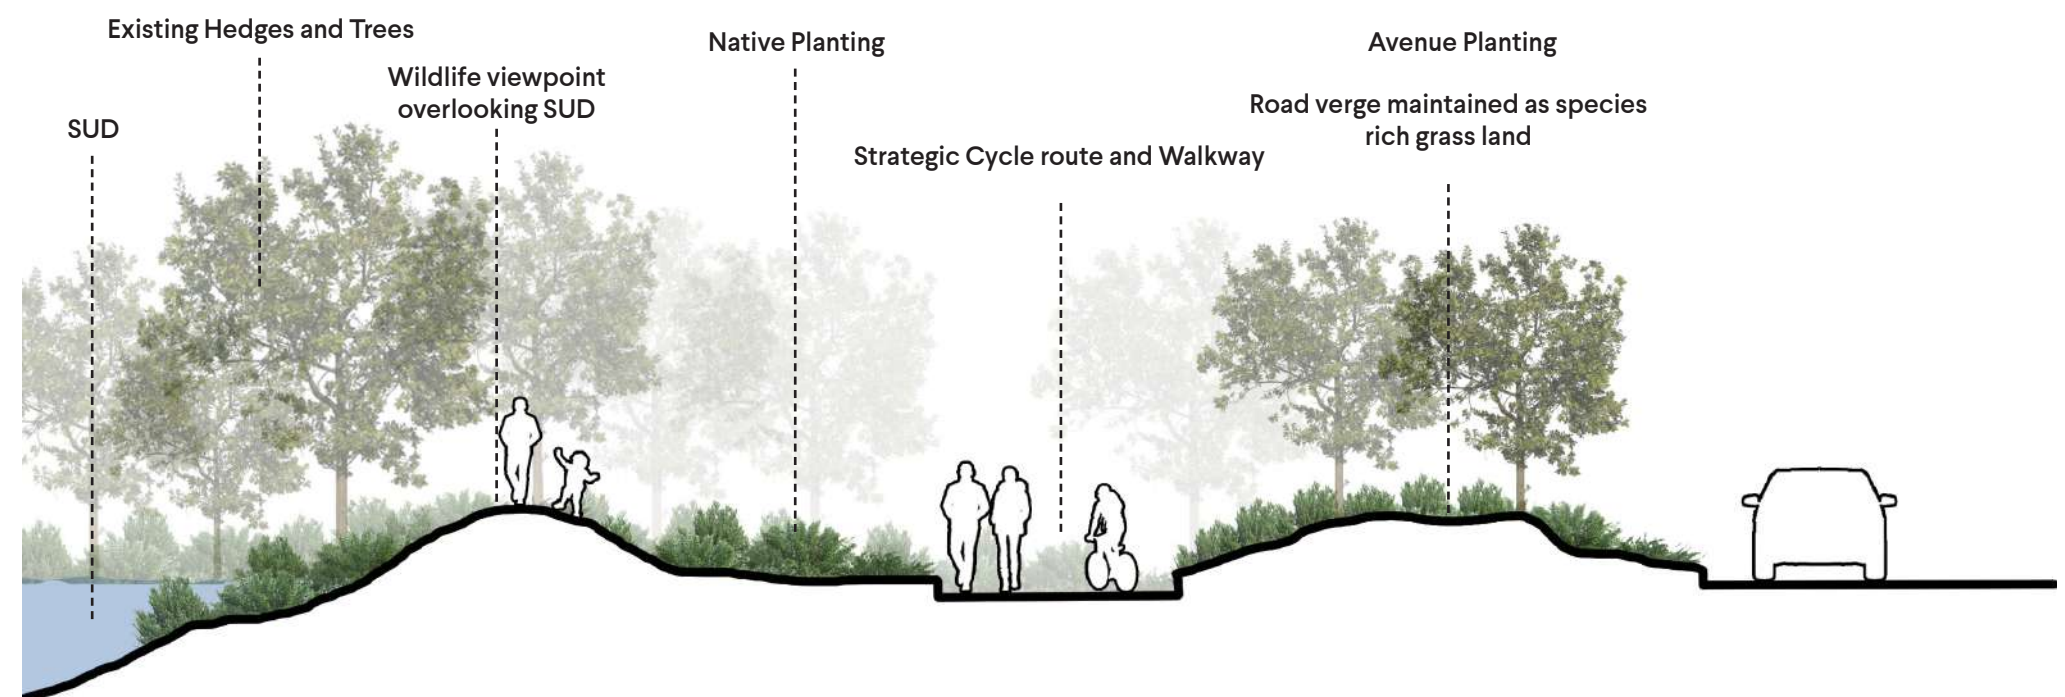 Existing Hedges and Trees
SUD
Wildlife viewpoint
overlooking SUD
Native Planting
Strategic Cycle route and Walkway
Avenue Planting
Road verge maintained as species
rich grass land